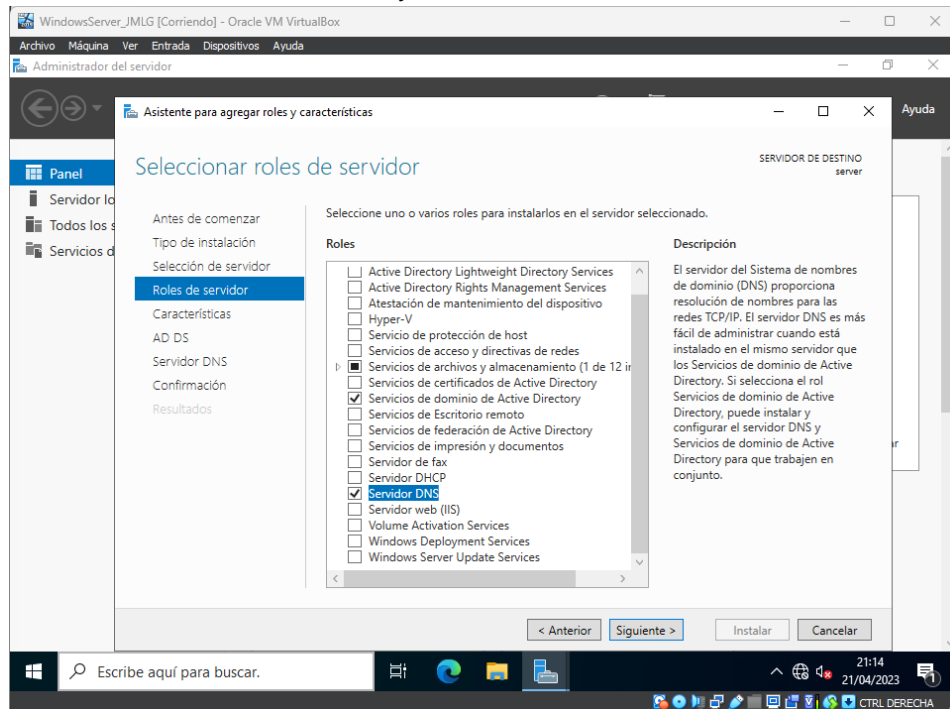 WindowsServer_JMLG [Corriendo] - Oracle VM VirtualBox
Archivo Máquina Ver Entrada Dispositivos Ayuda
Administrador del servidor
Ayuda
Asistente para agregar roles y características
Seleccionar roles de servidor
SERVIDOR DE DESTINO
server
Panel
Servidor lo
Todos los s
Servicios d
Antes de comenzar
Tipo de instalación
Selección de servidor
Roles de servidor
Características
AD DS
Servidor DNS
Confirmación
Resultados
Seleccione uno o varios roles para instalarlos en el servidor seleccionado.
Roles
Active Directory Lightweight Directory Services
Active Directory Rights Management Services
Atestación de mantenimiento del dispositivo
Hyper-V
Servicio de protección de host
Servicios de acceso y directivas de redes
Servicios de archivos y almacenamiento (1 de 12 in
Servicios de certificados de Active Directory
Servicios de dominio de Active Directory
Servicios de Escritorio remoto
Servicios de federación de Active Directory
Servicios de impresión y documentos
Servidor de fax
Servidor DHCP
Servidor DNS
Servidor web (IIS)
Volume Activation Services
Windows Deployment Services
Windows Server Update Services
Descripción
El servidor del Sistema de nombres
de dominio (DNS) proporciona
resolución de nombres para las
redes TCP/IP. El servidor DNS es más
fácil de administrar cuando está
instalado en el mismo servidor que
los Servicios de dominio de Active
Directory. Si selecciona el rol
Servicios de dominio de Active
Directory, puede instalar y
configurar el servidor DNS y
Servicios de dominio de Active
Directory para que trabajen en
conjunto.
< Anterior Siguiente > Instalar Cancelar
Escribe aquí para buscar.
21:14
21/04/2023
1
CTRL DERECHA